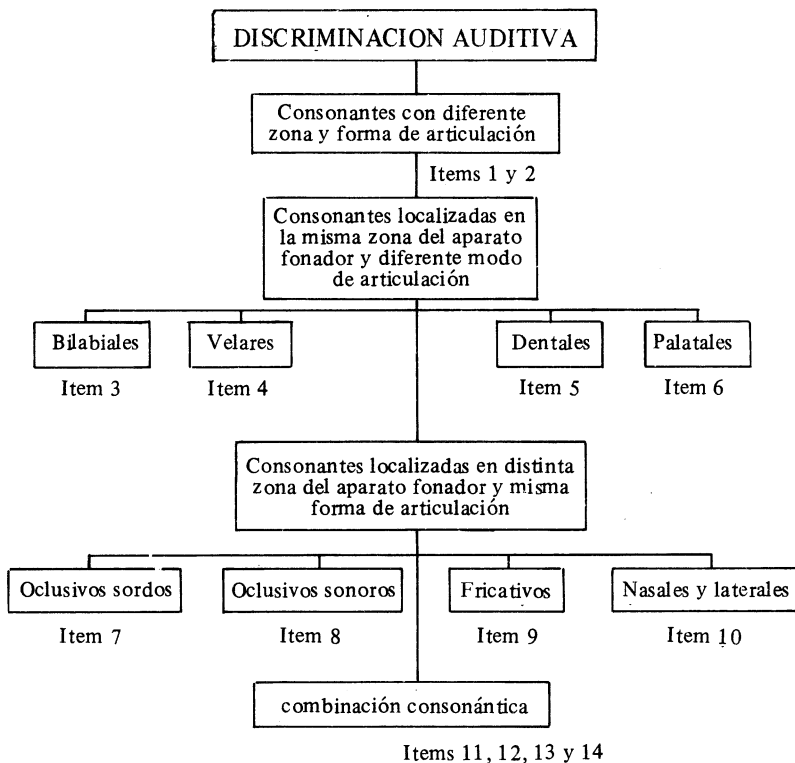 DISCRIMINACION AUDITIVA
Consonantes con diferente
zona y forma de articulación
Items 1 y 2
Consonantes localizadas en
la misma zona del aparato
fonador y diferente modo
de articulación
Bilabiales
Velares
Dentales
Palatales
Item 3
Item 4
Item 5
Item 6
Consonantes localizadas en distinta
zona del aparato fonador y misma
forma de articulación
Oclusivos sordos
Oclusivos sonoros
Fricativos
Nasales y laterales
Item 7
Item 8
Item 9
Item 10
combinación consonántica
Items 11, 12, 13 y 14